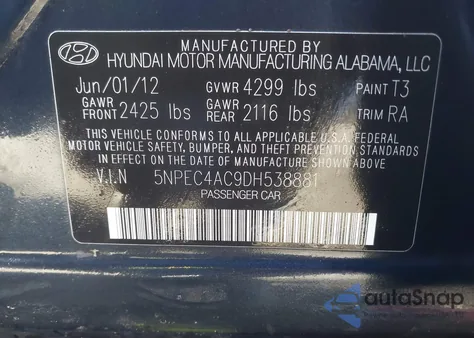 MANUFACTURED BY
HYUNDAI MOTOR MANUFACTURING ALABAMA, LLC
Jun/01/12 GVWR 4299 lbs PAINT T3
GAWR FRONT 2425 lbs GAWR REAR 2116 lbs TRIM RA
THIS VEHICLE CONFORMS TO ALL APPLICABLE U.S.A. FEDERAL
MOTOR VEHICLE SAFETY, BUMPER, AND THEFT PREVENTION STANDARDS
IN EFFECT ON THE DATE OF MANUFACTURE SHOWN ABOVE
V.I.N 5NPEC4AC9DH538881
PASSENGER CAR
autaSnap